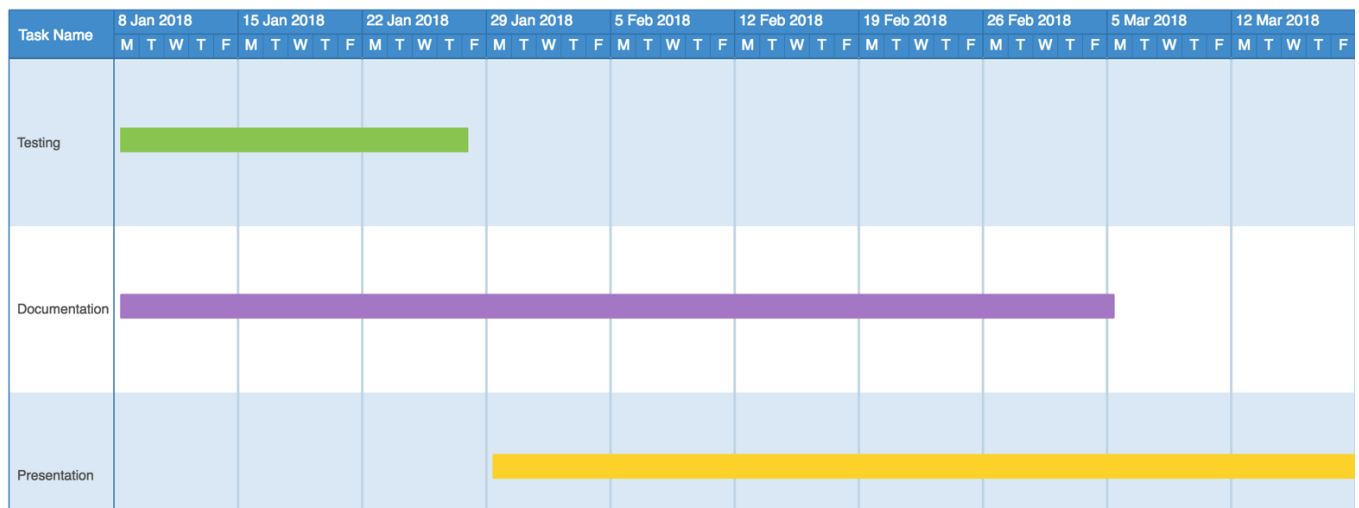 Task Name
8 Jan 2018 15 Jan 2018 22 Jan 2018 29 Jan 2018 5 Feb 2018 12 Feb 2018 19 Feb 2018 26 Feb 2018 5 Mar 2018 12 Mar 2018
M T W T F M T W T F M T W T F M T W T F M T W T F M T W T F M T W T F M T W T F M T W T F M T W T F
Testing
Documentation
Presentation